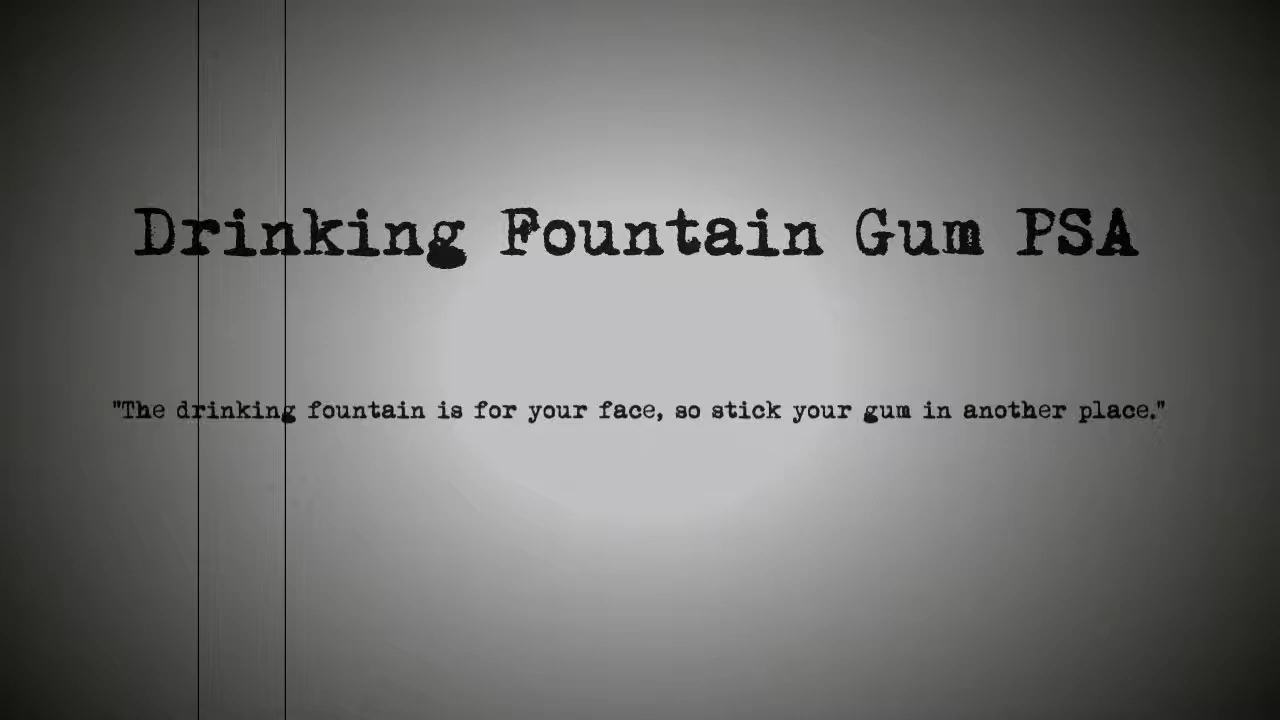 Drinking Fountain Gum PSA
"The drinking fountain is for your face, so stick your gum in another place."